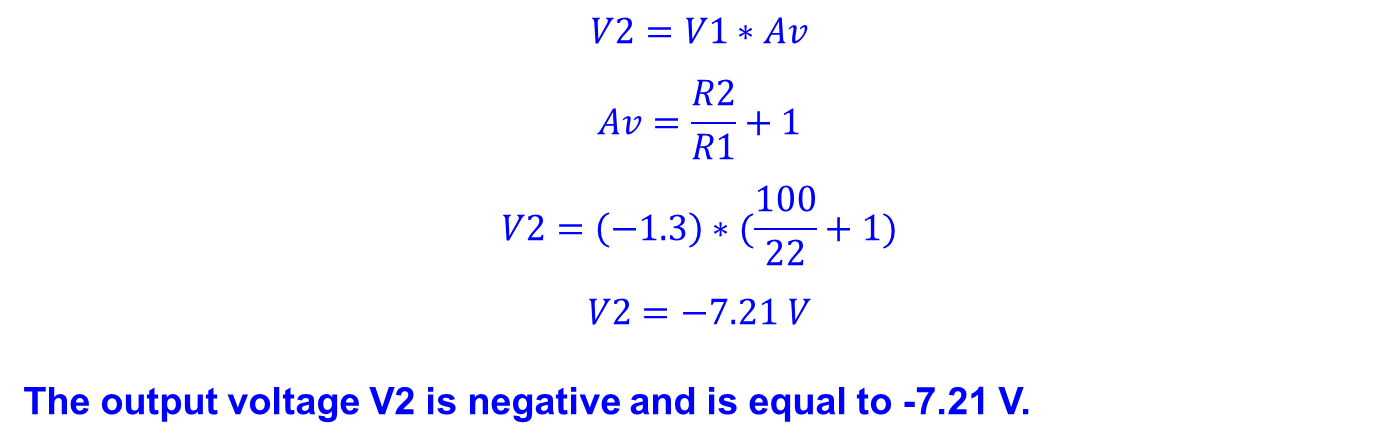 V2 = V1 * Av
Av = R2/R1 + 1
V2 = (−1.3) * (100/22 + 1)
V2 = −7.21 V
The output voltage V2 is negative and is equal to -7.21 V.